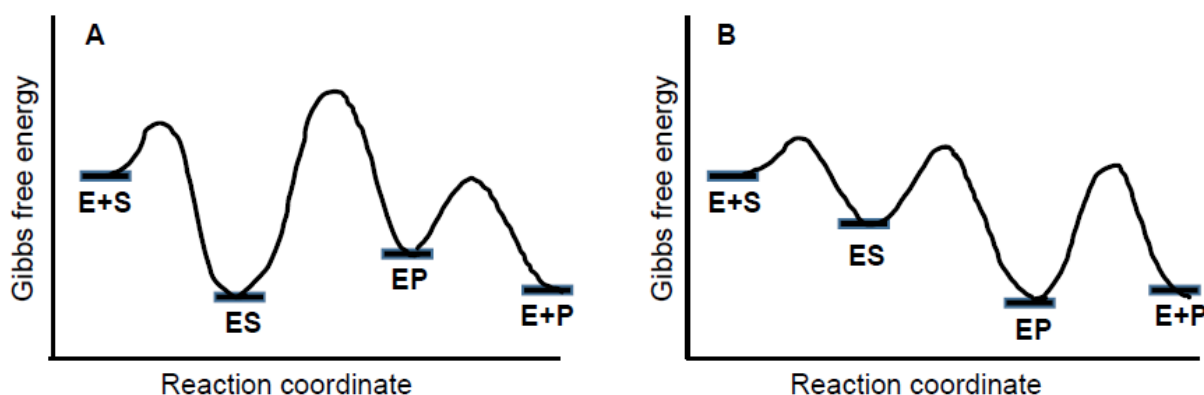 A
Gibbs free energy
E+S
ES
EP
E+P
Reaction coordinate
B
Gibbs free energy
E+S
ES
EP
E+P
Reaction coordinate